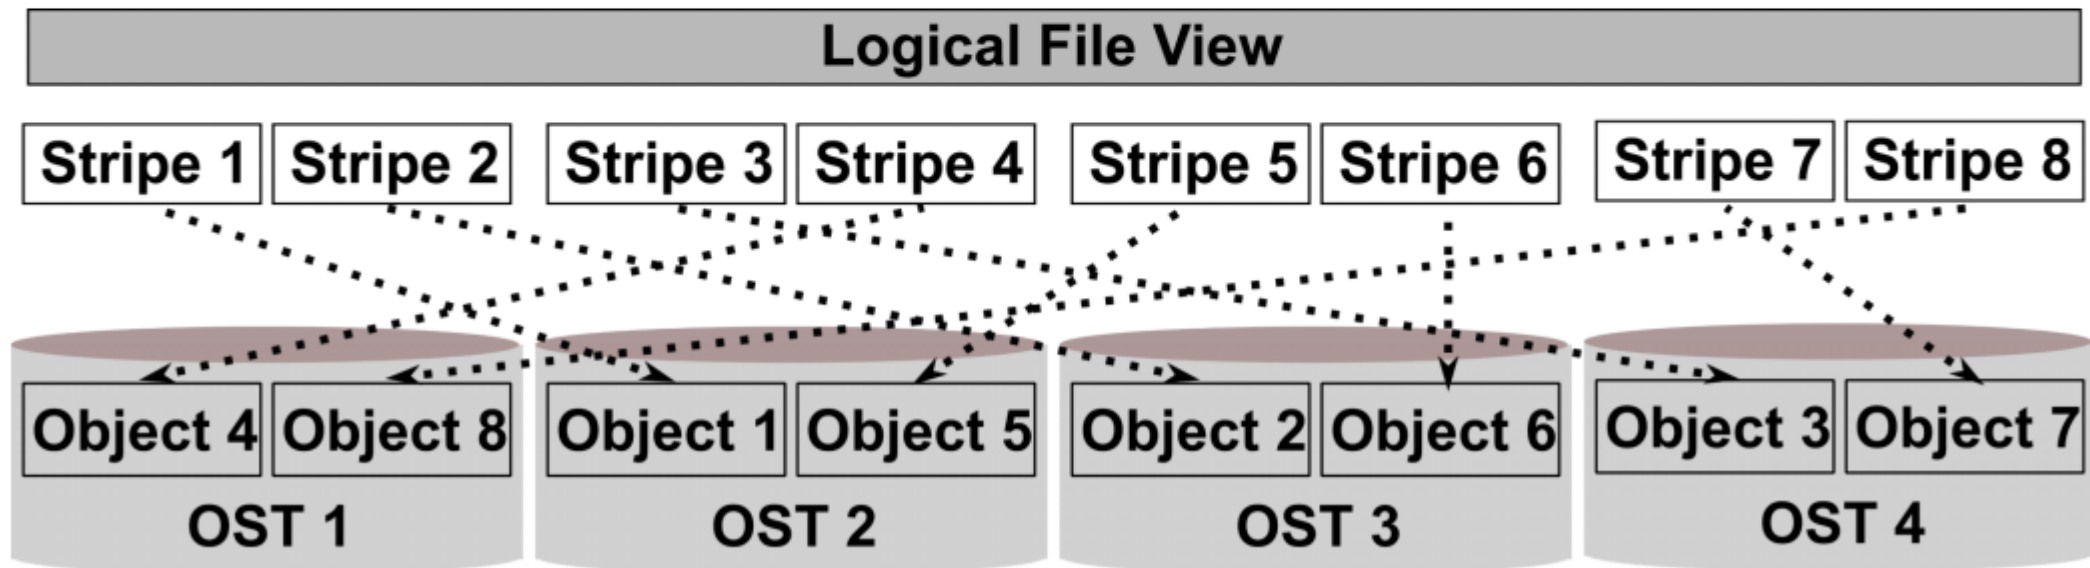 Logical File View
Stripe 1 Stripe 2 Stripe 3 Stripe 4 Stripe 5 Stripe 6 Stripe 7 Stripe 8
Object 4 Object 8 Object 1 Object 5 Object 2 Object 6 Object 3 Object 7
OST 1 OST 2 OST 3 OST 4